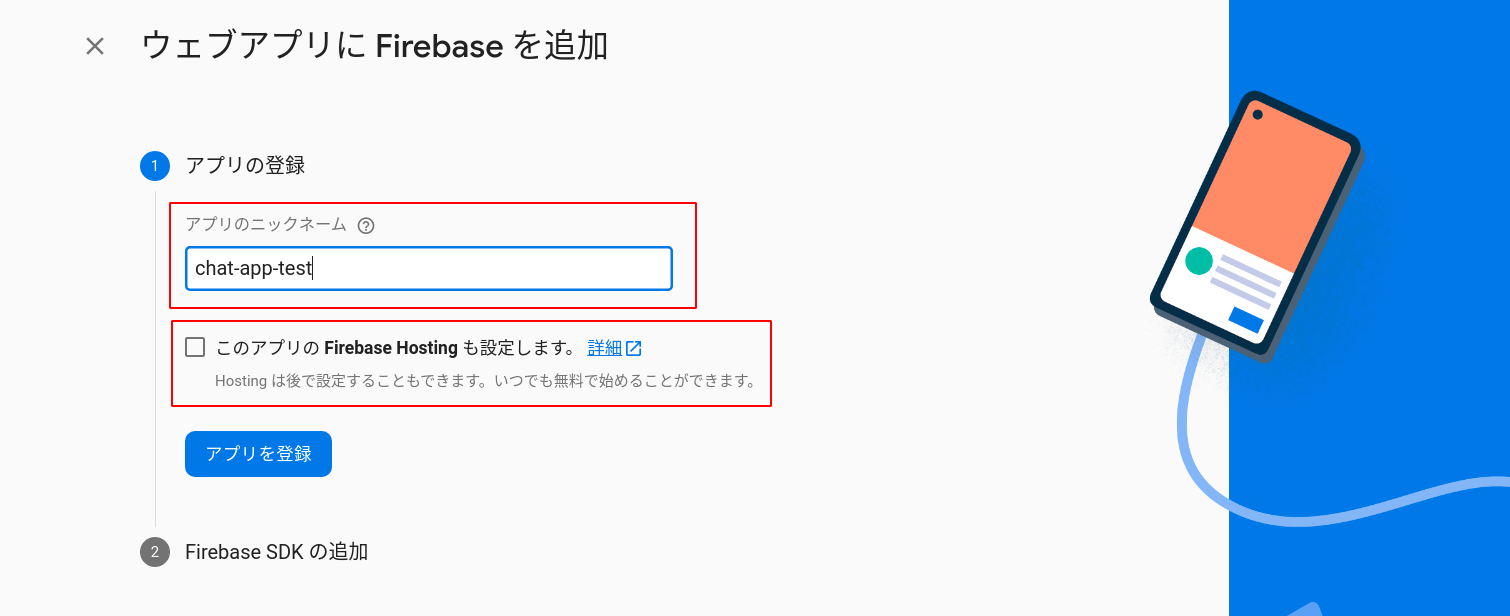 ウェブアプリに Firebase を追加
1 アプリの登録
アプリのニックネーム
chat-app-test
このアプリの Firebase Hosting も設定します。 詳細
Hosting は後で設定することもできます。いつでも無料で始めることができます。
アプリを登録
2 Firebase SDK の追加